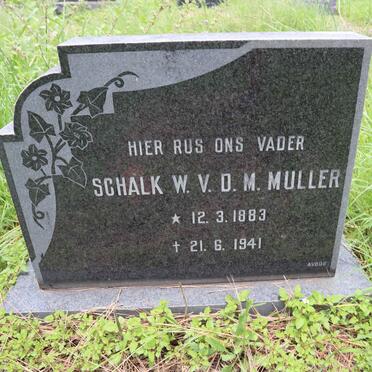 HIER RUS ONS VADER
SCHALK W. V. D. M. MULLER
★ 12. 3. 1883
✝ 21. 6. 1941